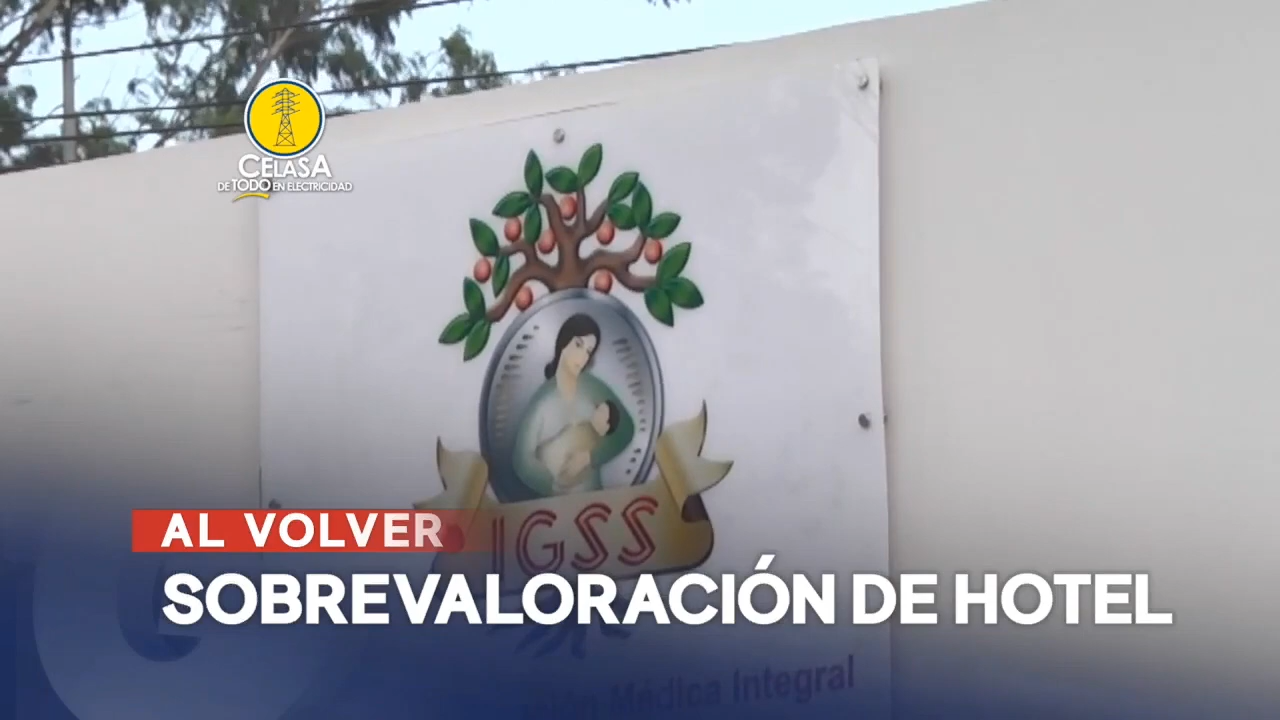 CELASA
DE TODO EN ELECTRICIDAD
IGSS
AL VOLVER
SOBREVALORACIÓN DE HOTEL
Médica Integral